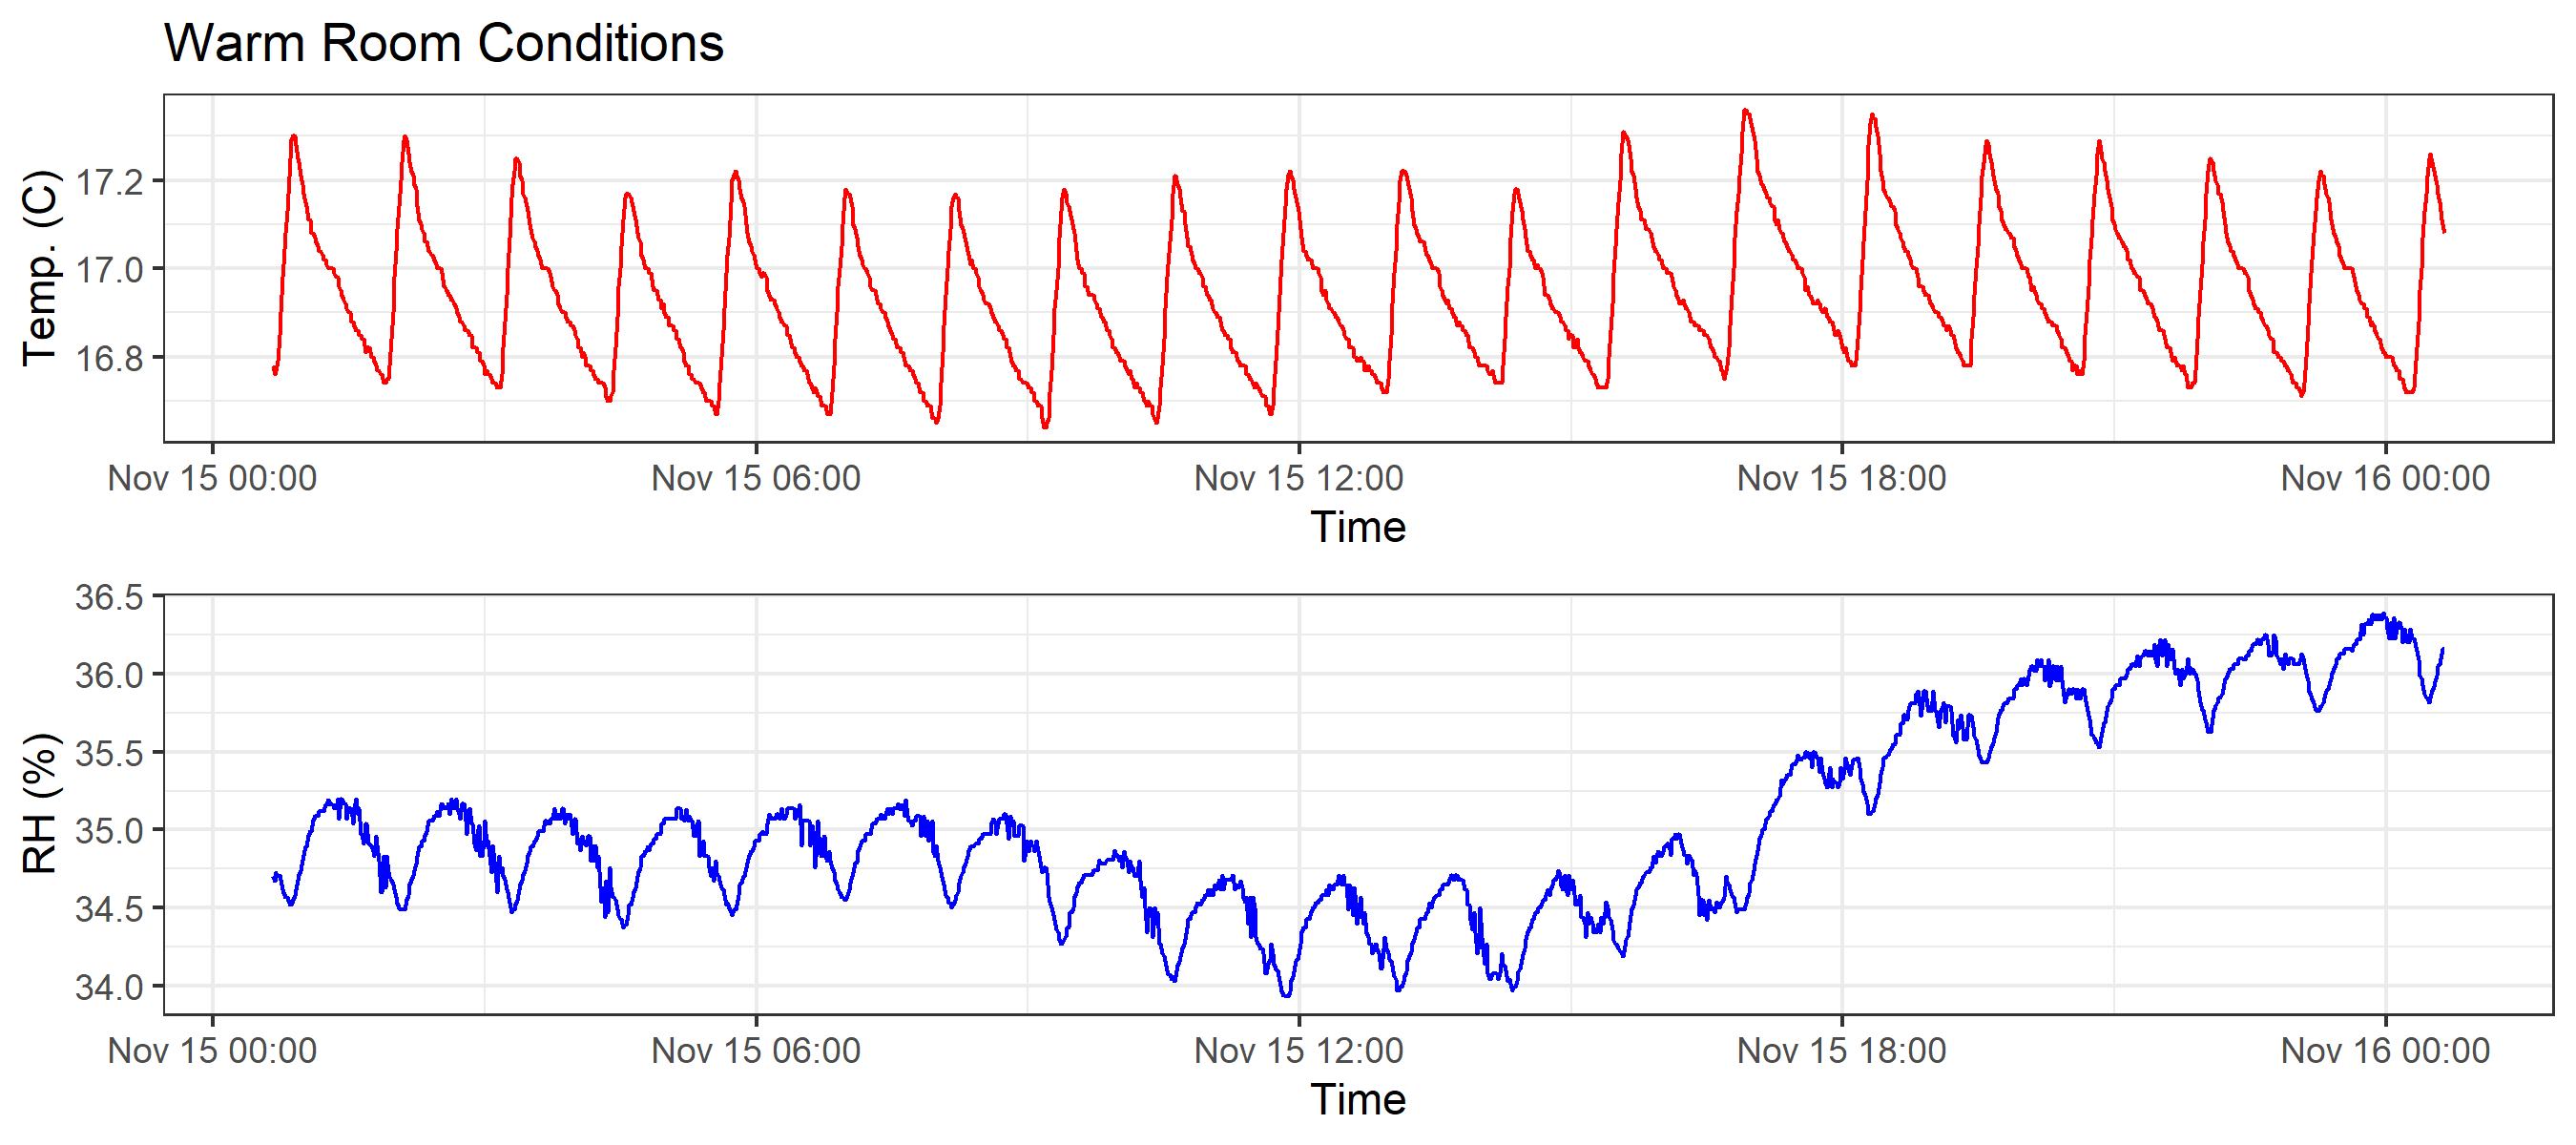 Warm Room Conditions
Temp. (C)
17.2
17.0
16.8
Nov 15 00:00 Nov 15 06:00 Nov 15 12:00 Nov 15 18:00 Nov 16 00:00
Time
RH (%)
36.5
36.0
35.5
35.0
34.5
34.0
Nov 15 00:00 Nov 15 06:00 Nov 15 12:00 Nov 15 18:00 Nov 16 00:00
Time